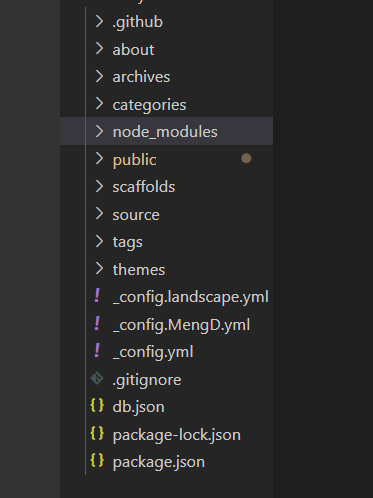 .github
about
archives
categories
node_modules
public
scaffolds
source
tags
themes
_config.landscape.yml
_config.MengD.yml
_config.yml
.gitignore
db.json
package-lock.json
package.json